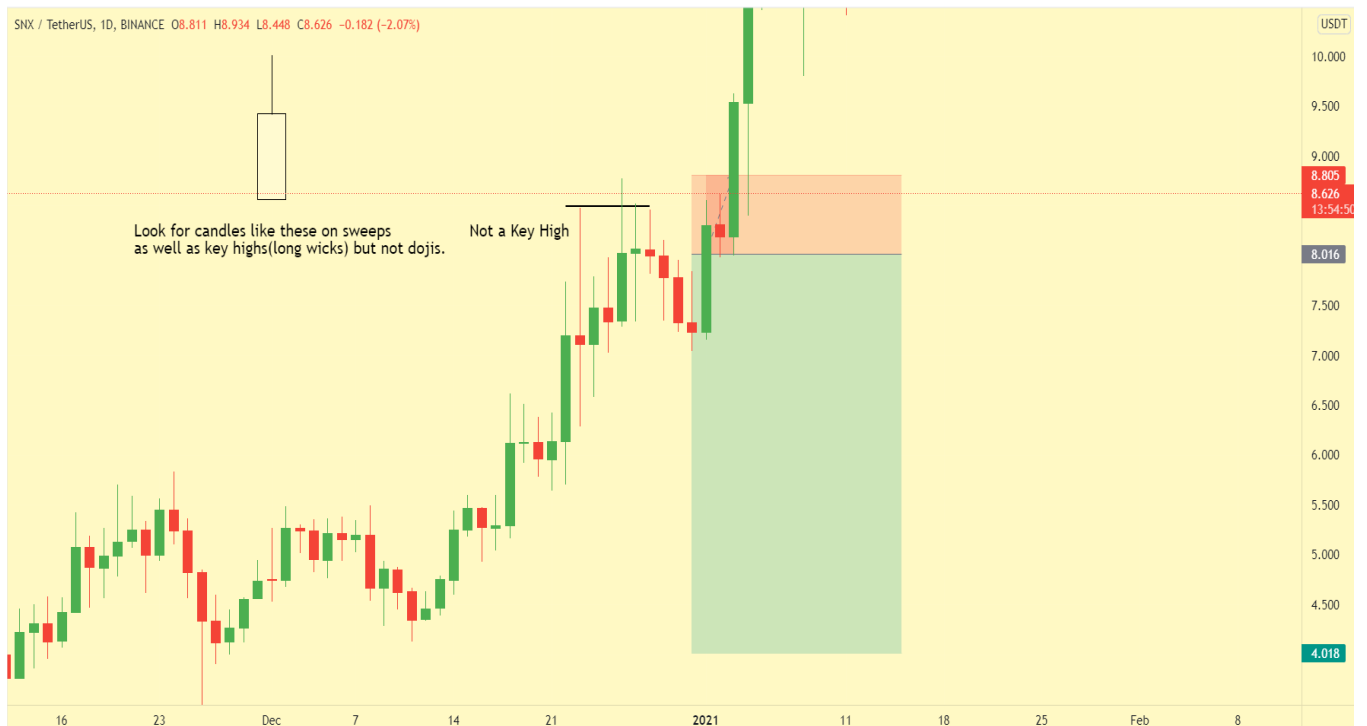 SNX / TetherUS, 1D, BINANCE O8.811 H8.934 L8.448 C8.626 −0.182 (−2.07%)
USDT
10.000
9.500
9.000
8.805
8.626
13:54:50
8.016
7.500
7.000
6.500
6.000
5.500
5.000
4.500
4.018
Look for candles like these on sweeps
as well as key highs(long wicks) but not dojis.
Not a Key High
16 23 Dec 7 14 21 2021 11 18 25 Feb 8